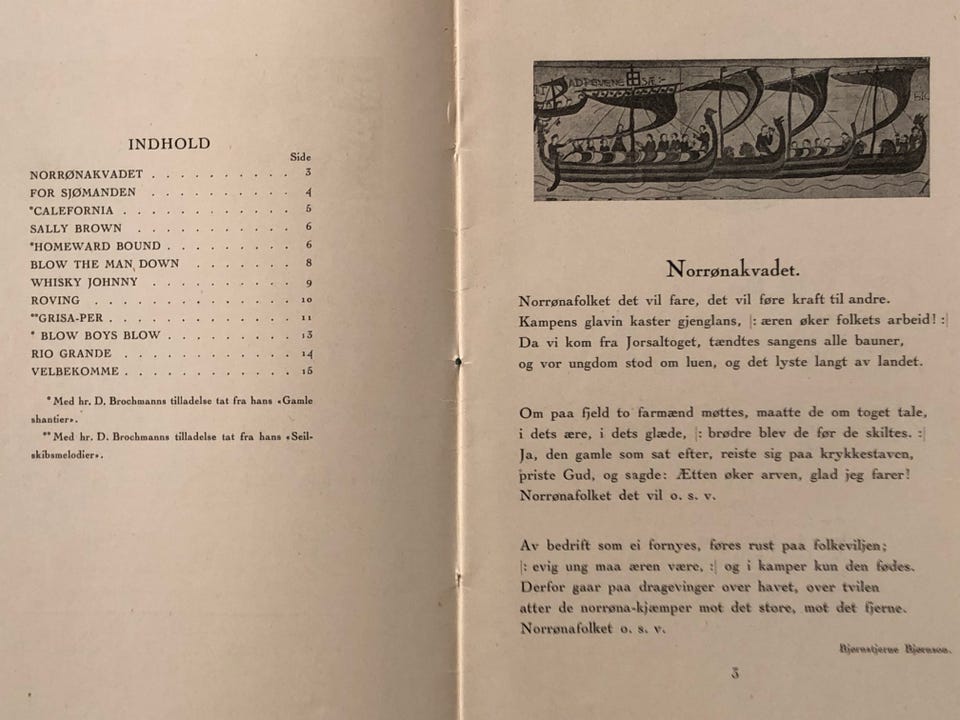 INDHOLD
Side
NORRØNAKVADET . . . . . . . . . . 3
FOR SJØMANDEN . . . . . . . . . . 4
*CALEFORNIA . . . . . . . . . . . 5
SALLY BROWN . . . . . . . . . . 6
*HOMEWARD BOUND . . . . . . . . 6
BLOW THE MAN DOWN . . . . . . . 8
WHISKY JOHNNY . . . . . . . . . 9
ROVING . . . . . . . . . . . . 10
**GRISA-PER . . . . . . . . . . . 11
* BLOW BOYS BLOW . . . . . . . . 13
RIO GRANDE . . . . . . . . . . 14
VELBEKOMME . . . . . . . . . . 15
* Med hr. D. Brochmanns tilladelse tat fra hans «Gamle
shantier».
** Med hr. D. Brochmanns tilladelse tat fra hans «Seil-
skibsmelodier».
Norrønakvadet.
Norrønafolket det vil fare, det vil føre kraft til andre.
Kampens glavin kaster gjenglans, |: æren øker folkets arbeid! :|
Da vi kom fra Jorsaltoget, tændtes sangens alle bauner,
og vor ungdom stod om luen, og det lyste langt av landet.
Om paa fjeld to farmænd møttes, maatte de om toget tale,
i dets ære, i dets glæde, |: brødre blev de før de skiltes. :|
Ja, den gamle som sat efter, reiste sig paa krykkestaven,
priste Gud, og sagde: Ætten øker arven, glad jeg farer!
Norrønafolket det vil o. s. v.
Av bedrift som ei fornyes, føres rust paa folkeviljen;
|: evig ung maa æren være, :| og i kamper kun den fødes.
Derfor gaar paa dragevinger over havet, over tvilen
atter de norrøna-kjæmper mot det store, mot det fjerne.
Norrønafolket o. s. v.
Bjørnstjerne Bjørnson.
3